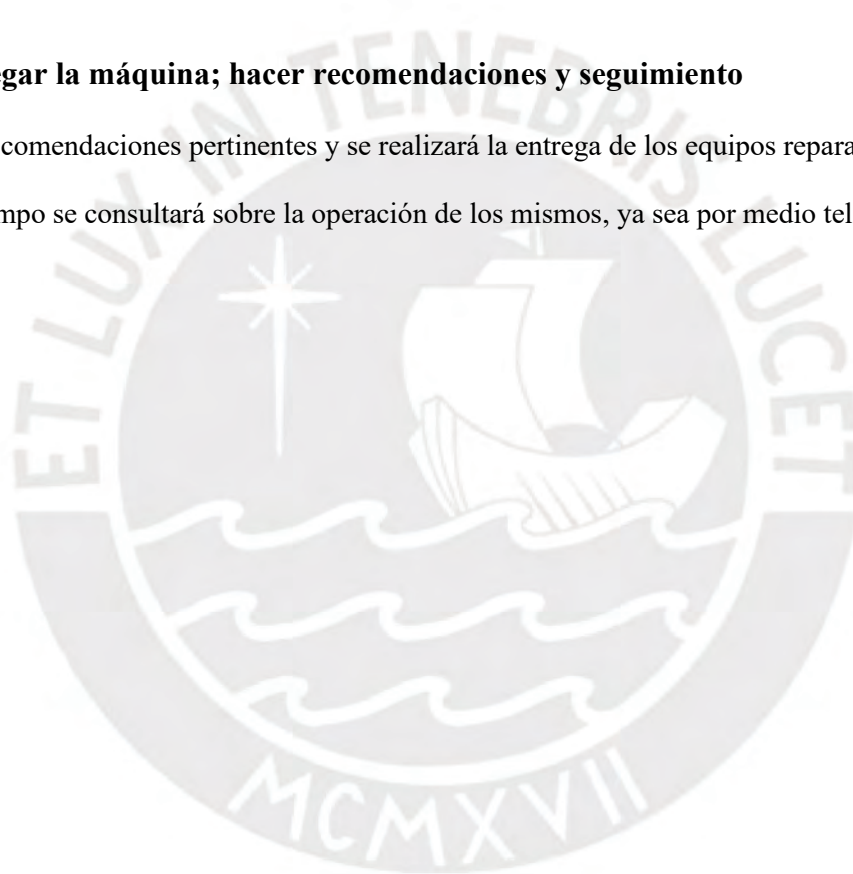 egar la máquina; hacer recomendaciones y seguimiento
comendaciones pertinentes y se realizará la entrega de los equipos repara
mpo se consultará sobre la operación de los mismos, ya sea por medio tel
ET LUX IN TENEBRIS LUCET
MCMXVII